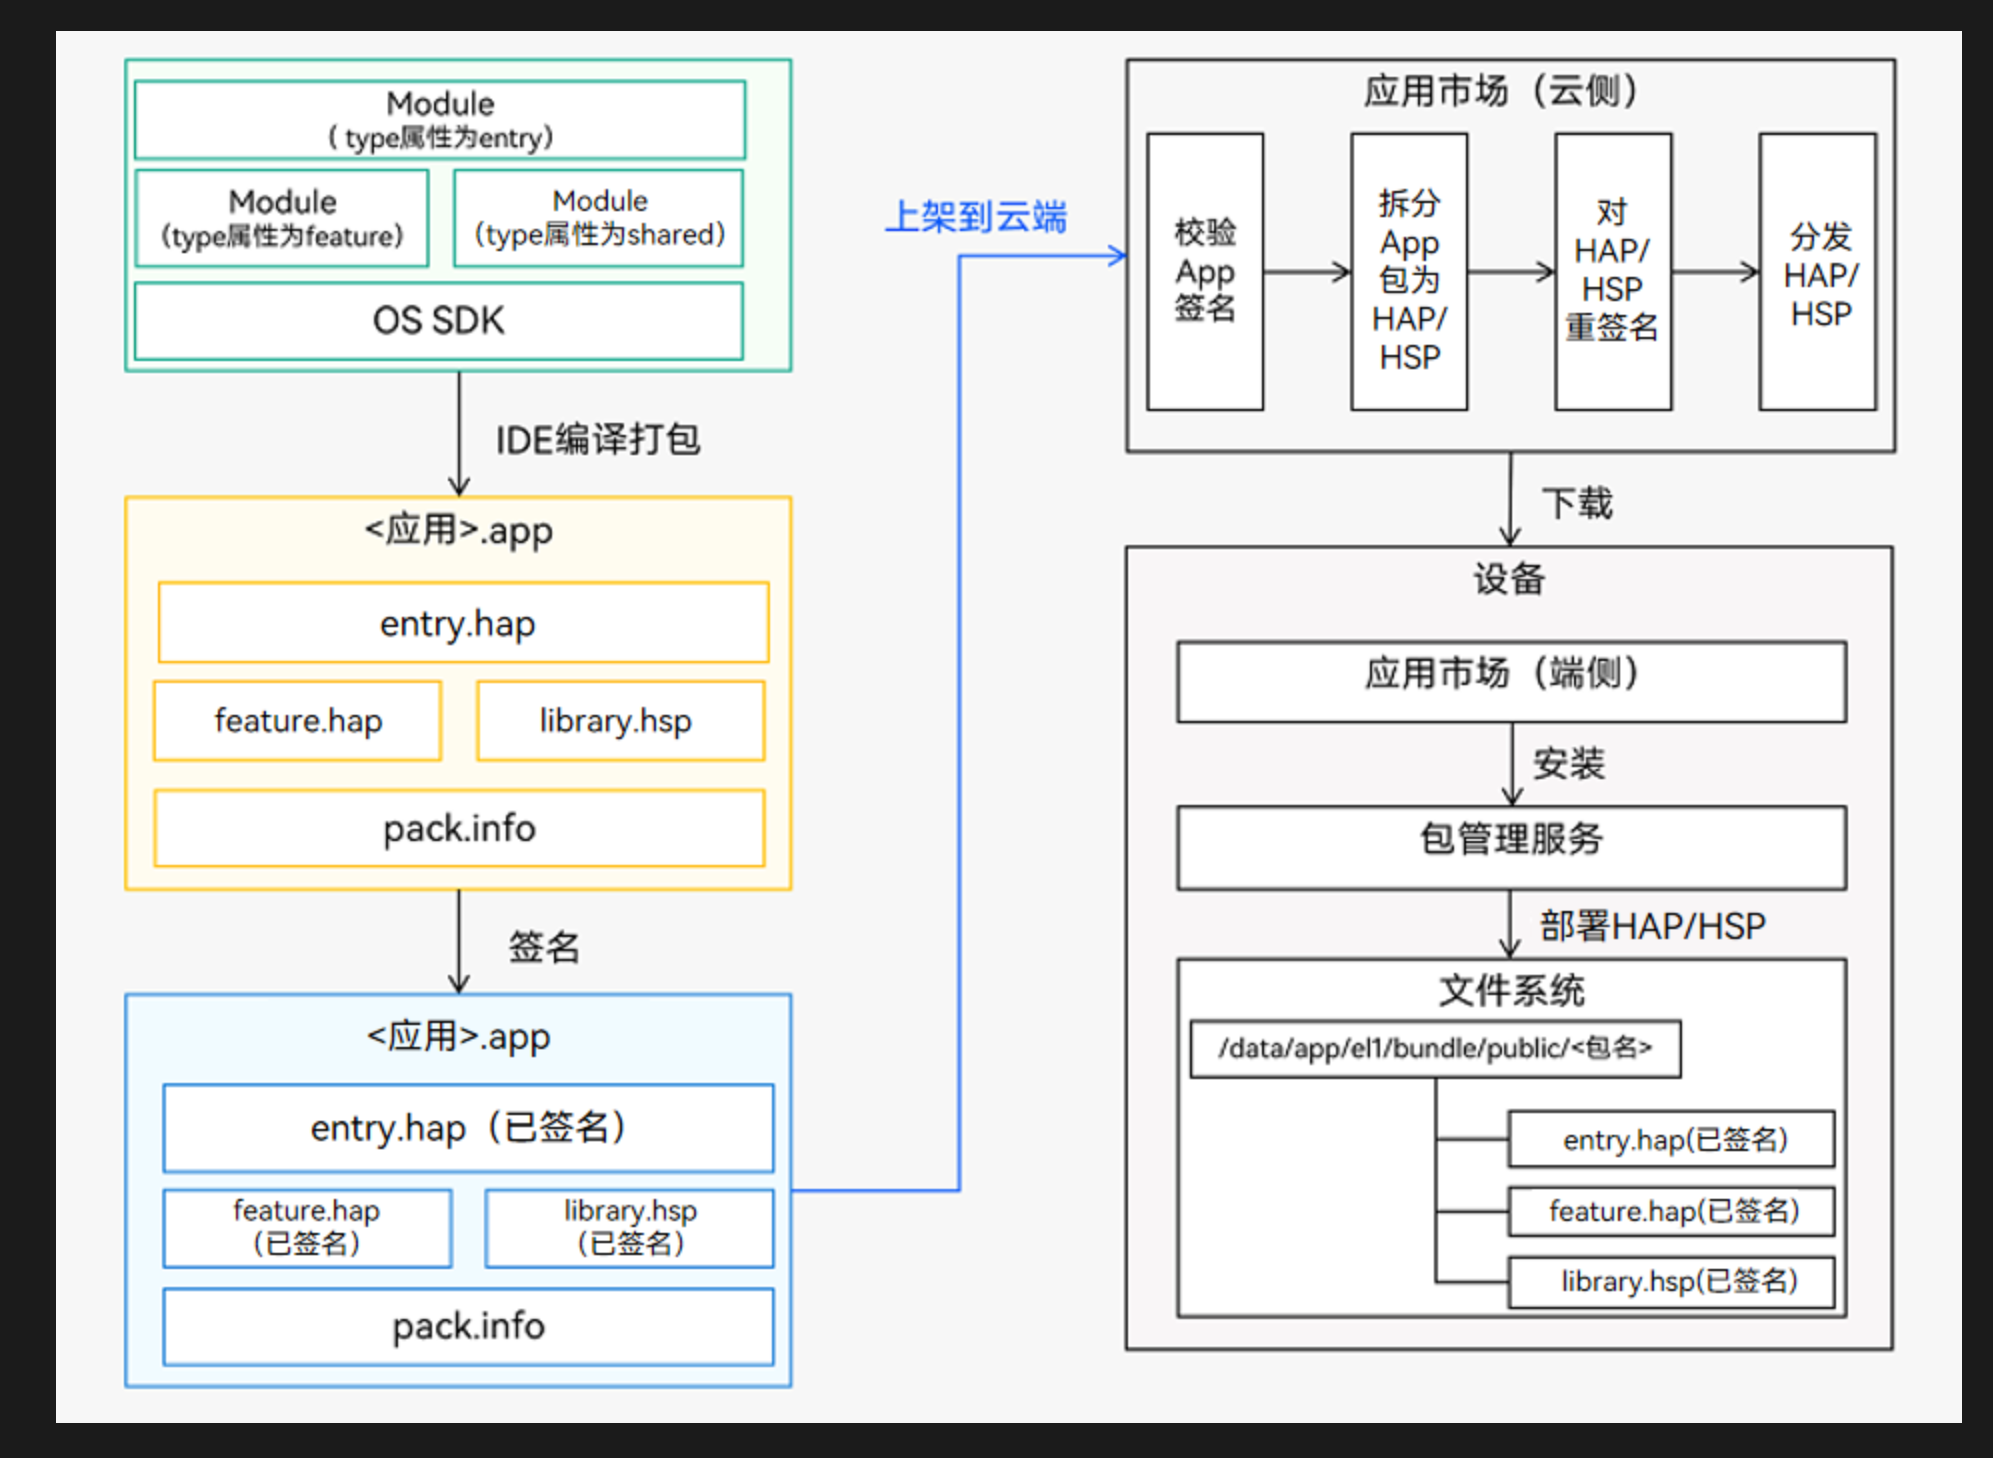 Module
( type属性为entry)
Module
(type属性为feature)
Module
(type属性为shared)
OS SDK
IDE编译打包
<应用>.app
entry.hap
feature.hap
library.hsp
pack.info
签名
<应用>.app
entry.hap（已签名）
feature.hap
（已签名）
library.hsp
（已签名）
pack.info
上架到云端
应用市场（云侧）
校验
App
签名
拆分
App
包为
HAP/
HSP
对
HAP/
HSP
重签名
分发
HAP/
HSP
下载
设备
应用市场（端侧）
安装
包管理服务
部署HAP/HSP
文件系统
/data/app/el1/bundle/public/<包名>
entry.hap(已签名)
feature.hap(已签名)
library.hsp(已签名)